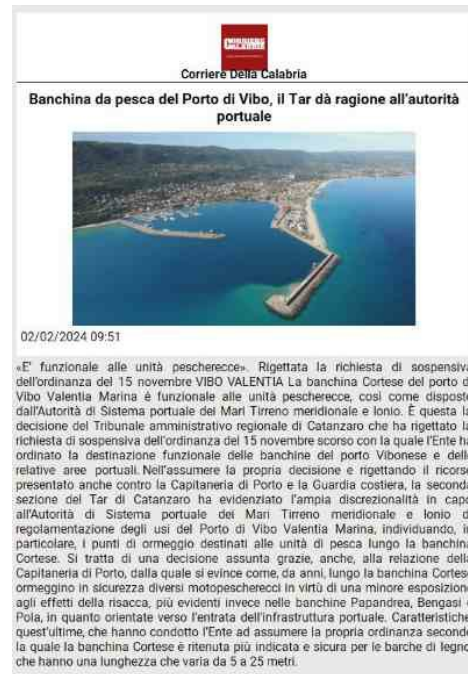 CORRIERE
CALABRIA
Corriere Della Calabria
Banchina da pesca del Porto di Vibo, il Tar dà ragione all'autorità
portuale
02/02/2024 09:51
«E' funzionale alle unità pescherecce». Rigettata la richiesta di sospensiva
dell'ordinanza del 15 novembre VIBO VALENTIA La banchina Cortese del porto di
Vibo Valentia Marina è funzionale alle unità pescherecce, così come disposto
dall'Autorità di Sistema portuale dei Mari Tirreno meridionale e Ionio. È questa la
decisione del Tribunale amministrativo regionale di Catanzaro che ha rigettato la
richiesta di sospensiva dell'ordinanza del 15 novembre scorso con la quale l'Ente ha
ordinato la destinazione funzionale delle banchine del porto Vibonese e delle
relative aree portuali. Nell'assumere la propria decisione e rigettando il ricorso
presentato anche contro la Capitaneria di Porto e la Guardia costiera, la seconda
sezione del Tar di Catanzaro ha evidenziato l'ampia discrezionalità in capo
all'Autorità di Sistema portuale dei Mari Tirreno meridionale e Ionio di
regolamentazione degli usi del Porto di Vibo Valentia Marina, individuando, in
particolare, i punti di ormeggio destinati alle unità di pesca lungo la banchina
Cortese. Si tratta di una decisione assunta grazie, anche, alla relazione della
Capitaneria di Porto, dalla quale si evince come, da anni, lungo la banchina Cortese
ormeggino in sicurezza diversi motopescherecci in virtù di una minore esposizione
agli effetti della risacca, più evidenti invece nelle banchine Papandrea, Bengasi e
Pola, in quanto orientate verso l'entrata dell'infrastruttura portuale. Caratteristiche
quest'ultime, che hanno condotto l'Ente ad assumere la propria ordinanza secondo
la quale la banchina Cortese è ritenuta più indicata e sicura per le barche di legno
che hanno una lunghezza che varia da 5 a 25 metri.